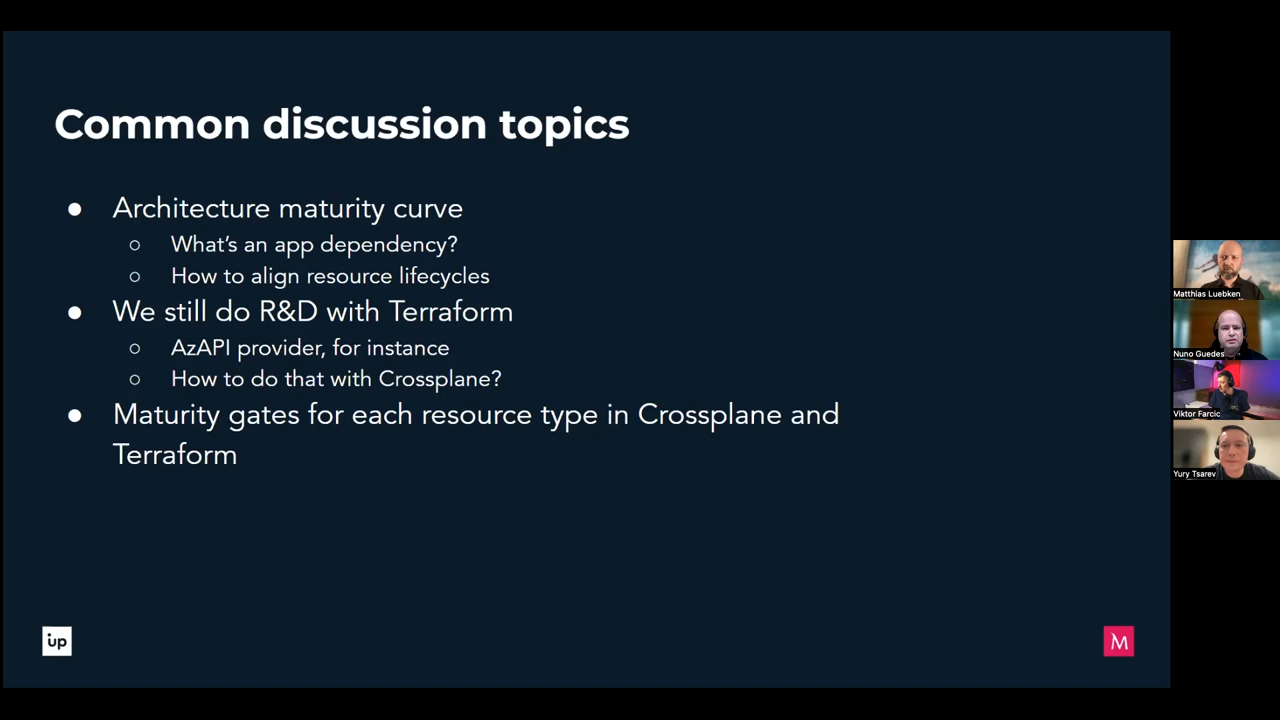 Common discussion topics
● Architecture maturity curve
○ What's an app dependency?
○ How to align resource lifecycles
● We still do R&D with Terraform
○ AzAPI provider, for instance
○ How to do that with Crossplane?
● Maturity gates for each resource type in Crossplane and
Terraform
up
M
Matthias Luebken
Nuno Guedes
Viktor Farcic
Yury Tsarev